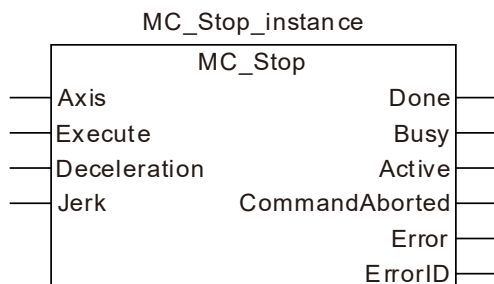 MC_Stop_instance
MC_Stop
Axis Done
Execute Busy
Deceleration Active
Jerk CommandAborted
Error
ErrorID